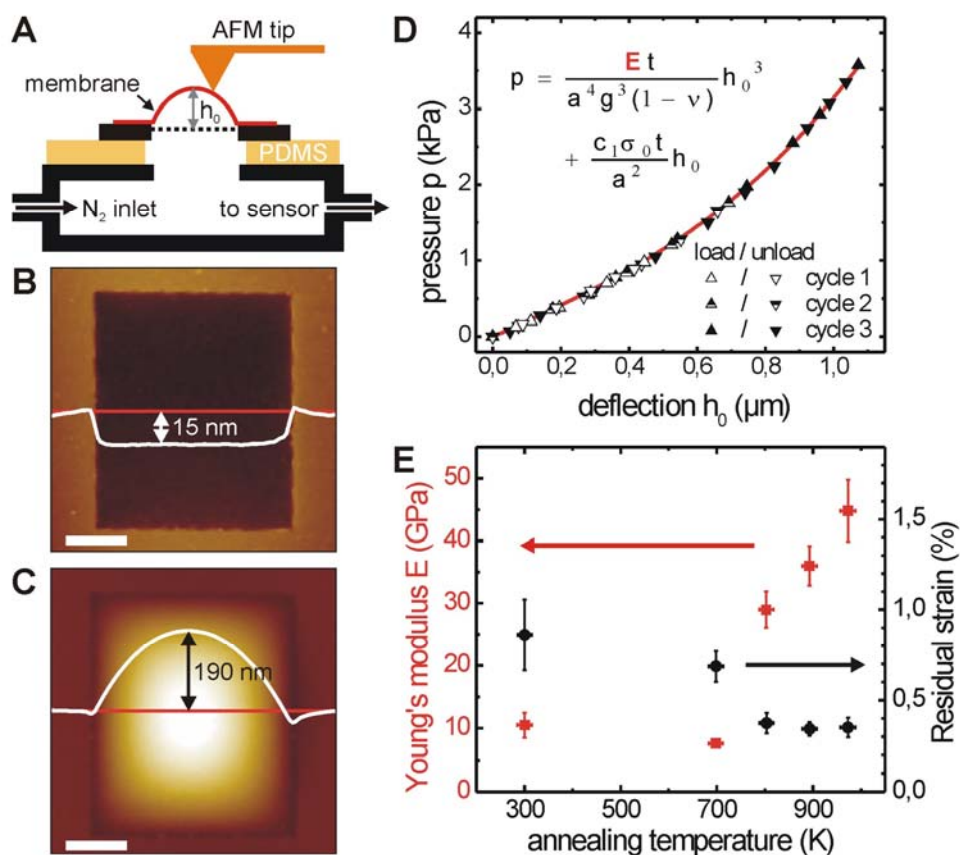 A
AFM tip
membrane
h₀
PDMS
N₂ inlet
to sensor
B
15 nm
C
190 nm
D
pressure p (kPa)
4
3
2
1
0
p = E t / a⁴ g³ (1 - ν) h₀³
+ c₁ σ₀ t / a² h₀
load / unload
△ / ▽ cycle 1
/ cycle 2
▲ / ▼ cycle 3
0,0 0,2 0,4 0,6 0,8 1,0
deflection h₀ (µm)
E
Young's modulus E (GPa)
50
40
30
20
10
0
Residual strain (%)
1,5
1,0
0,5
0,0
300 500 700 900
annealing temperature (K)